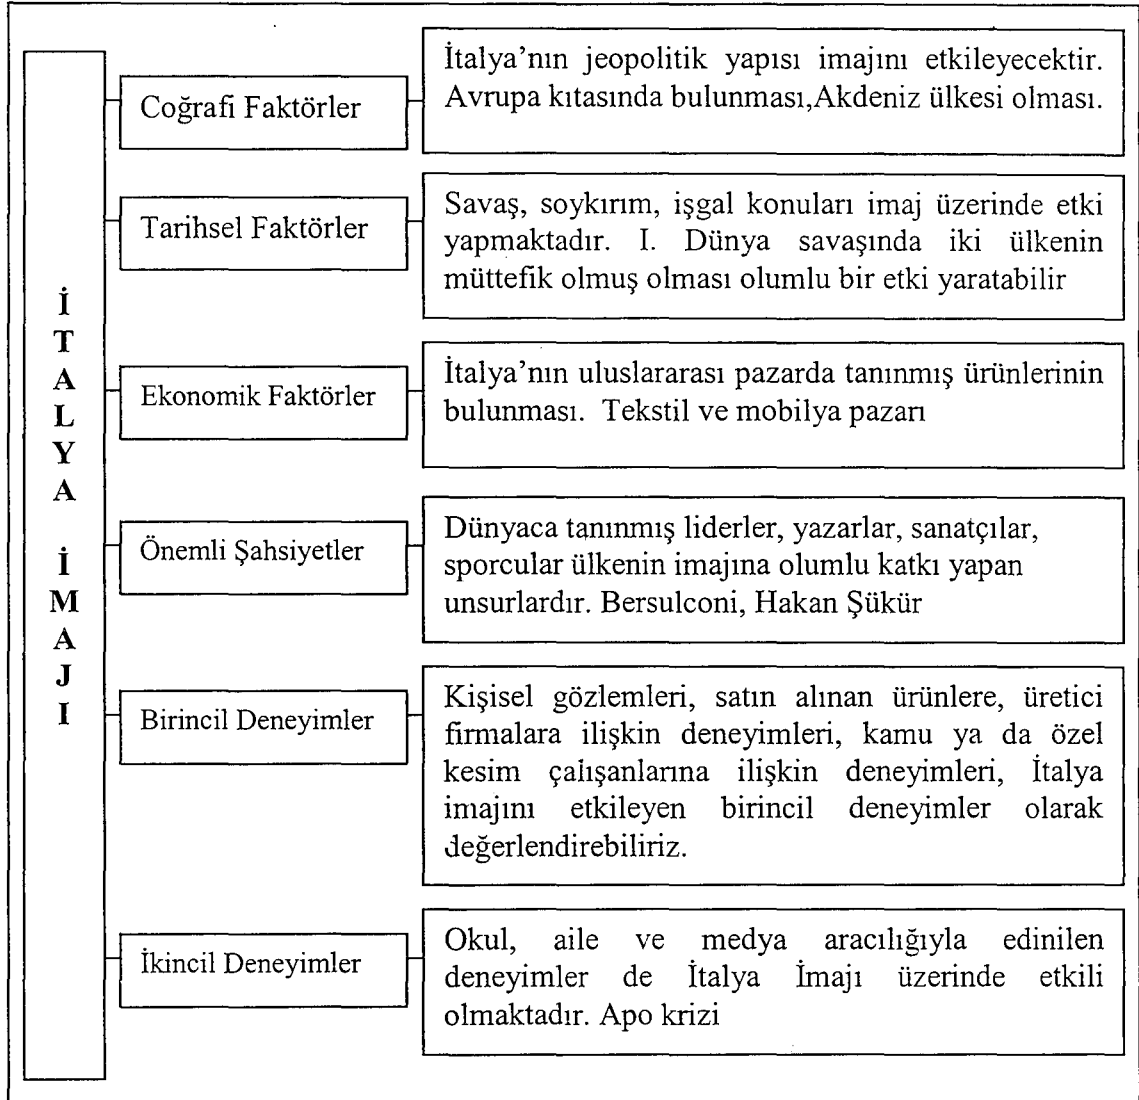 İTALYA İMAJI
Coğrafi Faktörler
İtalya’nın jeopolitik yapısı imajını etkileyecektir.
Avrupa kıtasında bulunması,Akdeniz ülkesi olması.
Tarihsel Faktörler
Savaş, soykırım, işgal konuları imaj üzerinde etki
yapmaktadır. I. Dünya savaşında iki ülkenin
müttefik olmuş olması olumlu bir etki yaratabilir
Ekonomik Faktörler
İtalya’nın uluslararası pazarda tanınmış ürünlerinin
bulunması. Tekstil ve mobilya pazarı
Önemli Şahsiyetler
Dünyaca tanınmış liderler, yazarlar, sanatçılar,
sporcular ülkenin imajına olumlu katkı yapan
unsurlardır. Bersulconi, Hakan Şükür
Birincil Deneyimler
Kişisel gözlemleri, satın alınan ürünlere, üretici
firmalara ilişkin deneyimleri, kamu ya da özel
kesim çalışanlarına ilişkin deneyimleri, İtalya
imajını etkileyen birincil deneyimler olarak
değerlendirebiliriz.
İkincil Deneyimler
Okul, aile ve medya aracılığıyla edinilen
deneyimler de İtalya İmajı üzerinde etkili
olmaktadır. Apo krizi